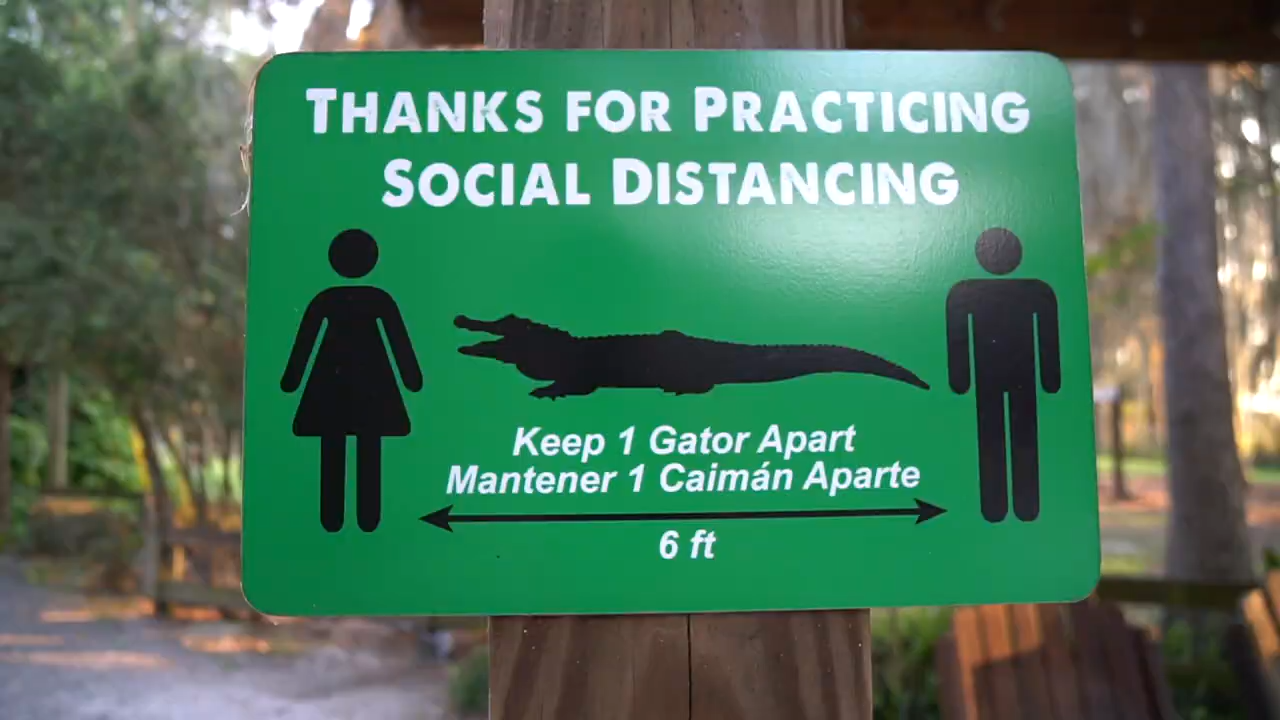 THANKS FOR PRACTICING
SOCIAL DISTANCING
Keep 1 Gator Apart
Mantener 1 Caimán Aparte
6 ft